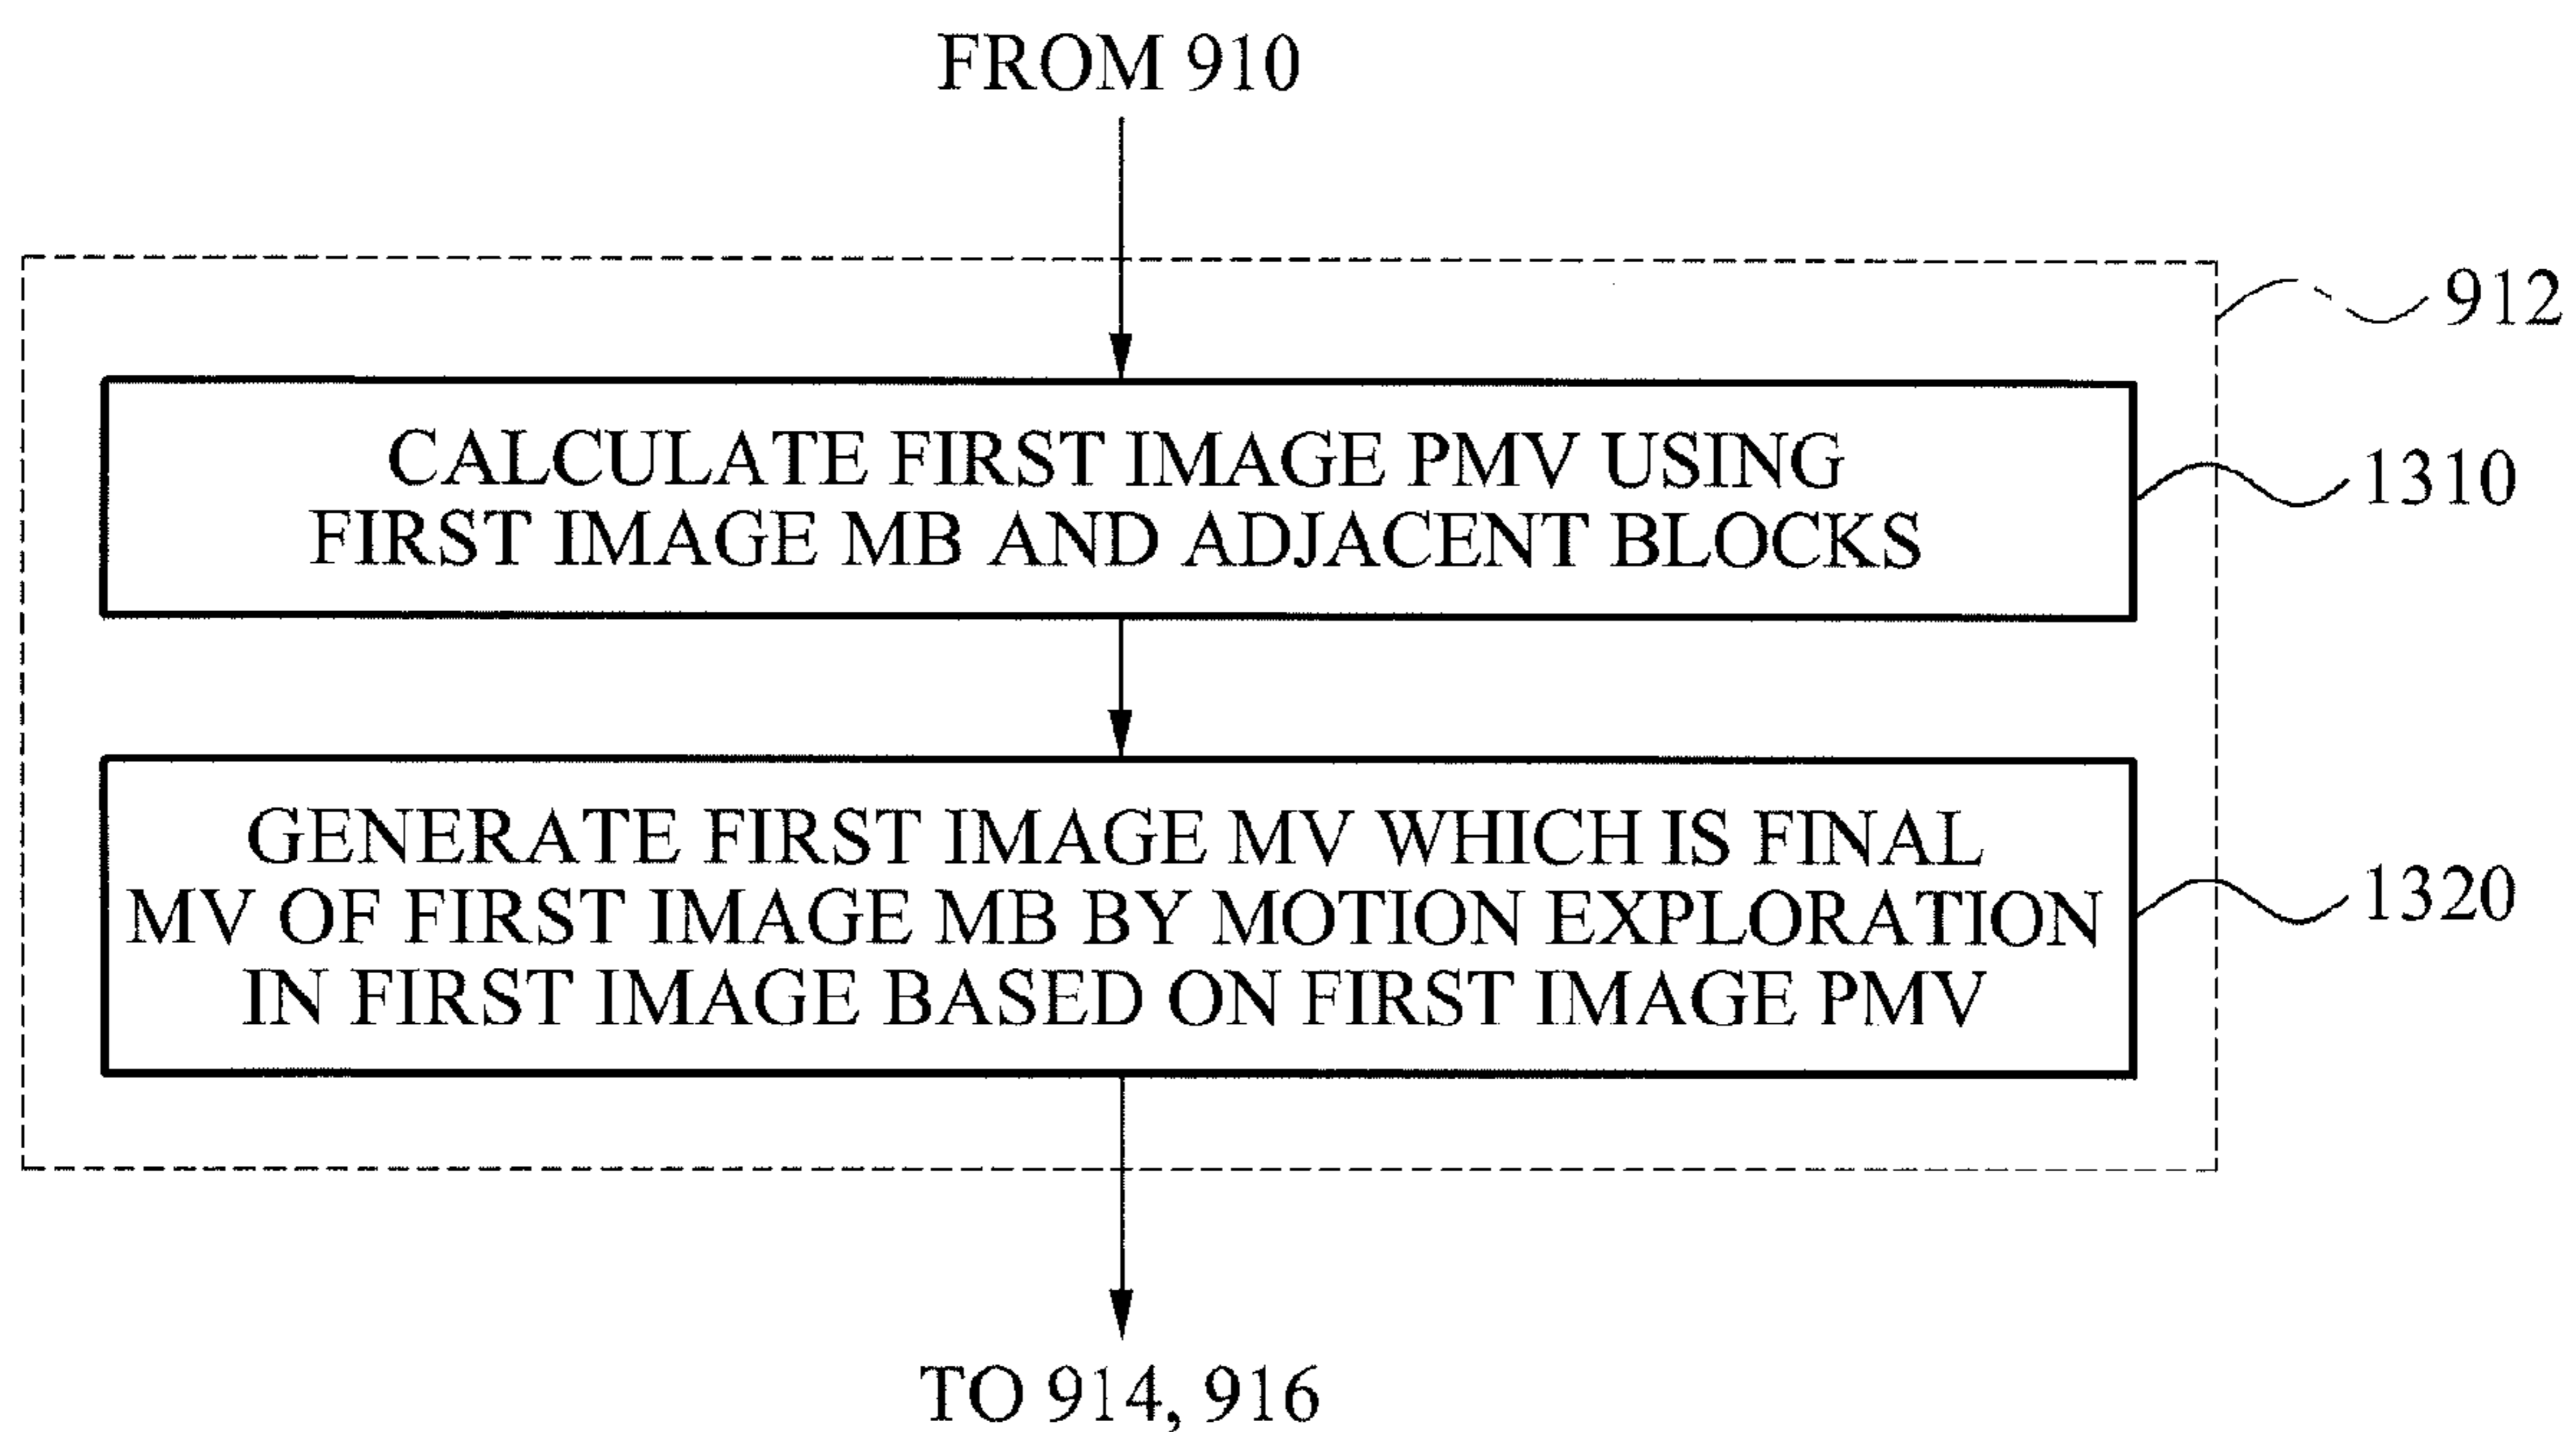 FROM 910
912
CALCULATE FIRST IMAGE PMV USING
FIRST IMAGE MB AND ADJACENT BLOCKS
1310
GENERATE FIRST IMAGE MV WHICH IS FINAL
MV OF FIRST IMAGE MB BY MOTION EXPLORATION
IN FIRST IMAGE BASED ON FIRST IMAGE PMV
1320
TO 914, 916